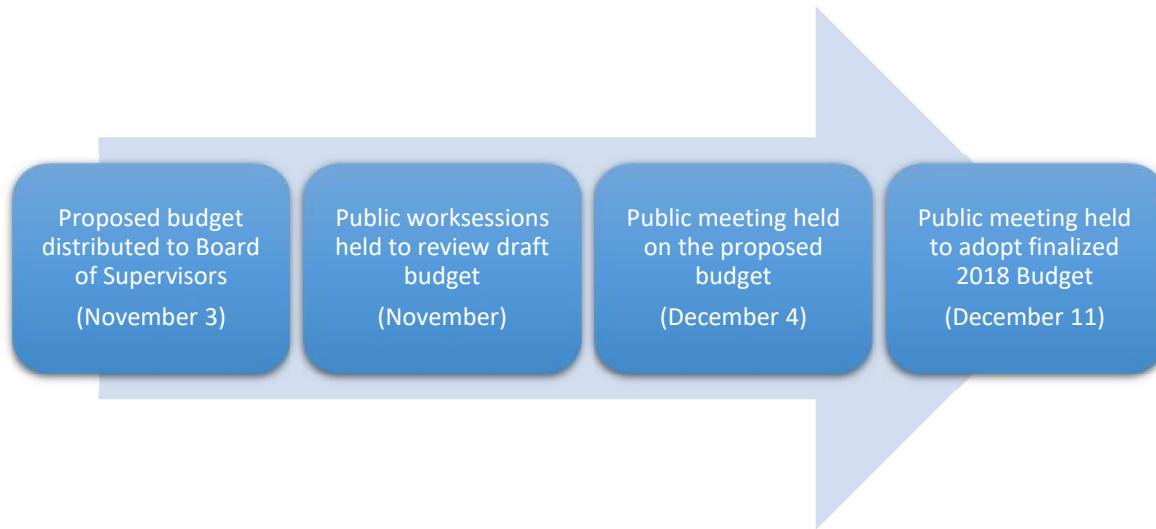 Proposed budget
distributed to Board
of Supervisors
(November 3)
Public worksessions
held to review draft
budget
(November)
Public meeting held
on the proposed
budget
(December 4)
Public meeting held
to adopt finalized
2018 Budget
(December 11)